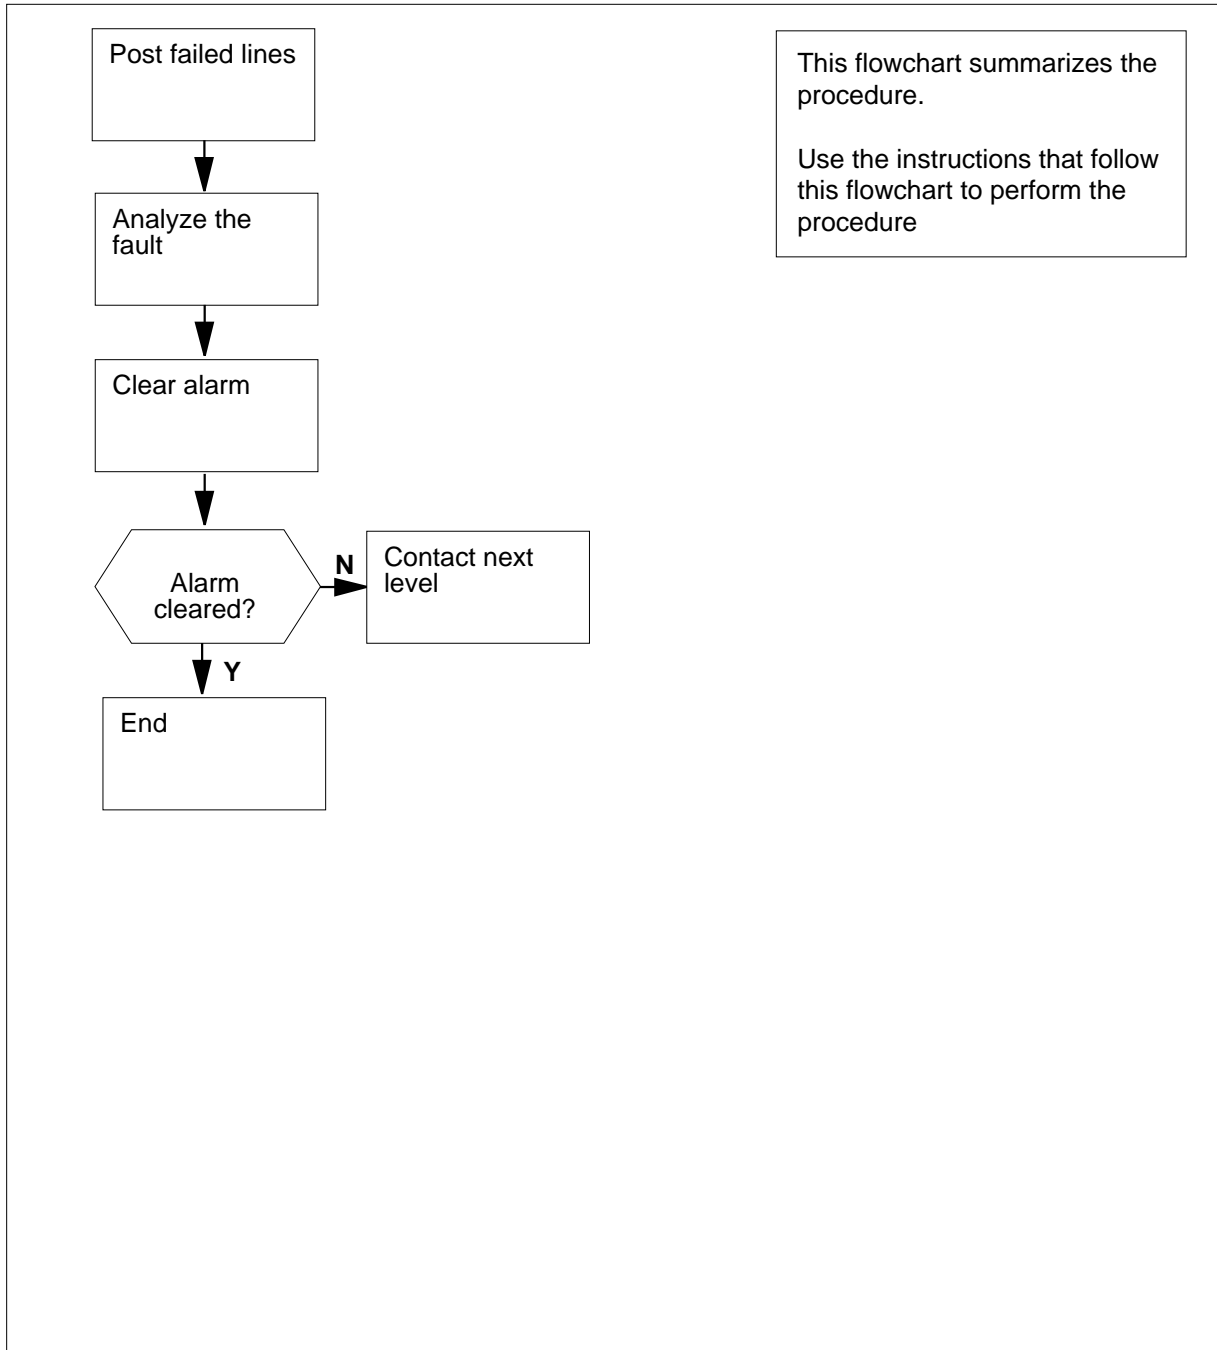 Post failed lines
This flowchart summarizes the
procedure.
Use the instructions that follow
this flowchart to perform the
procedure
Analyze the
fault
Clear alarm
Alarm
cleared?
N
Contact next
level
Y
End